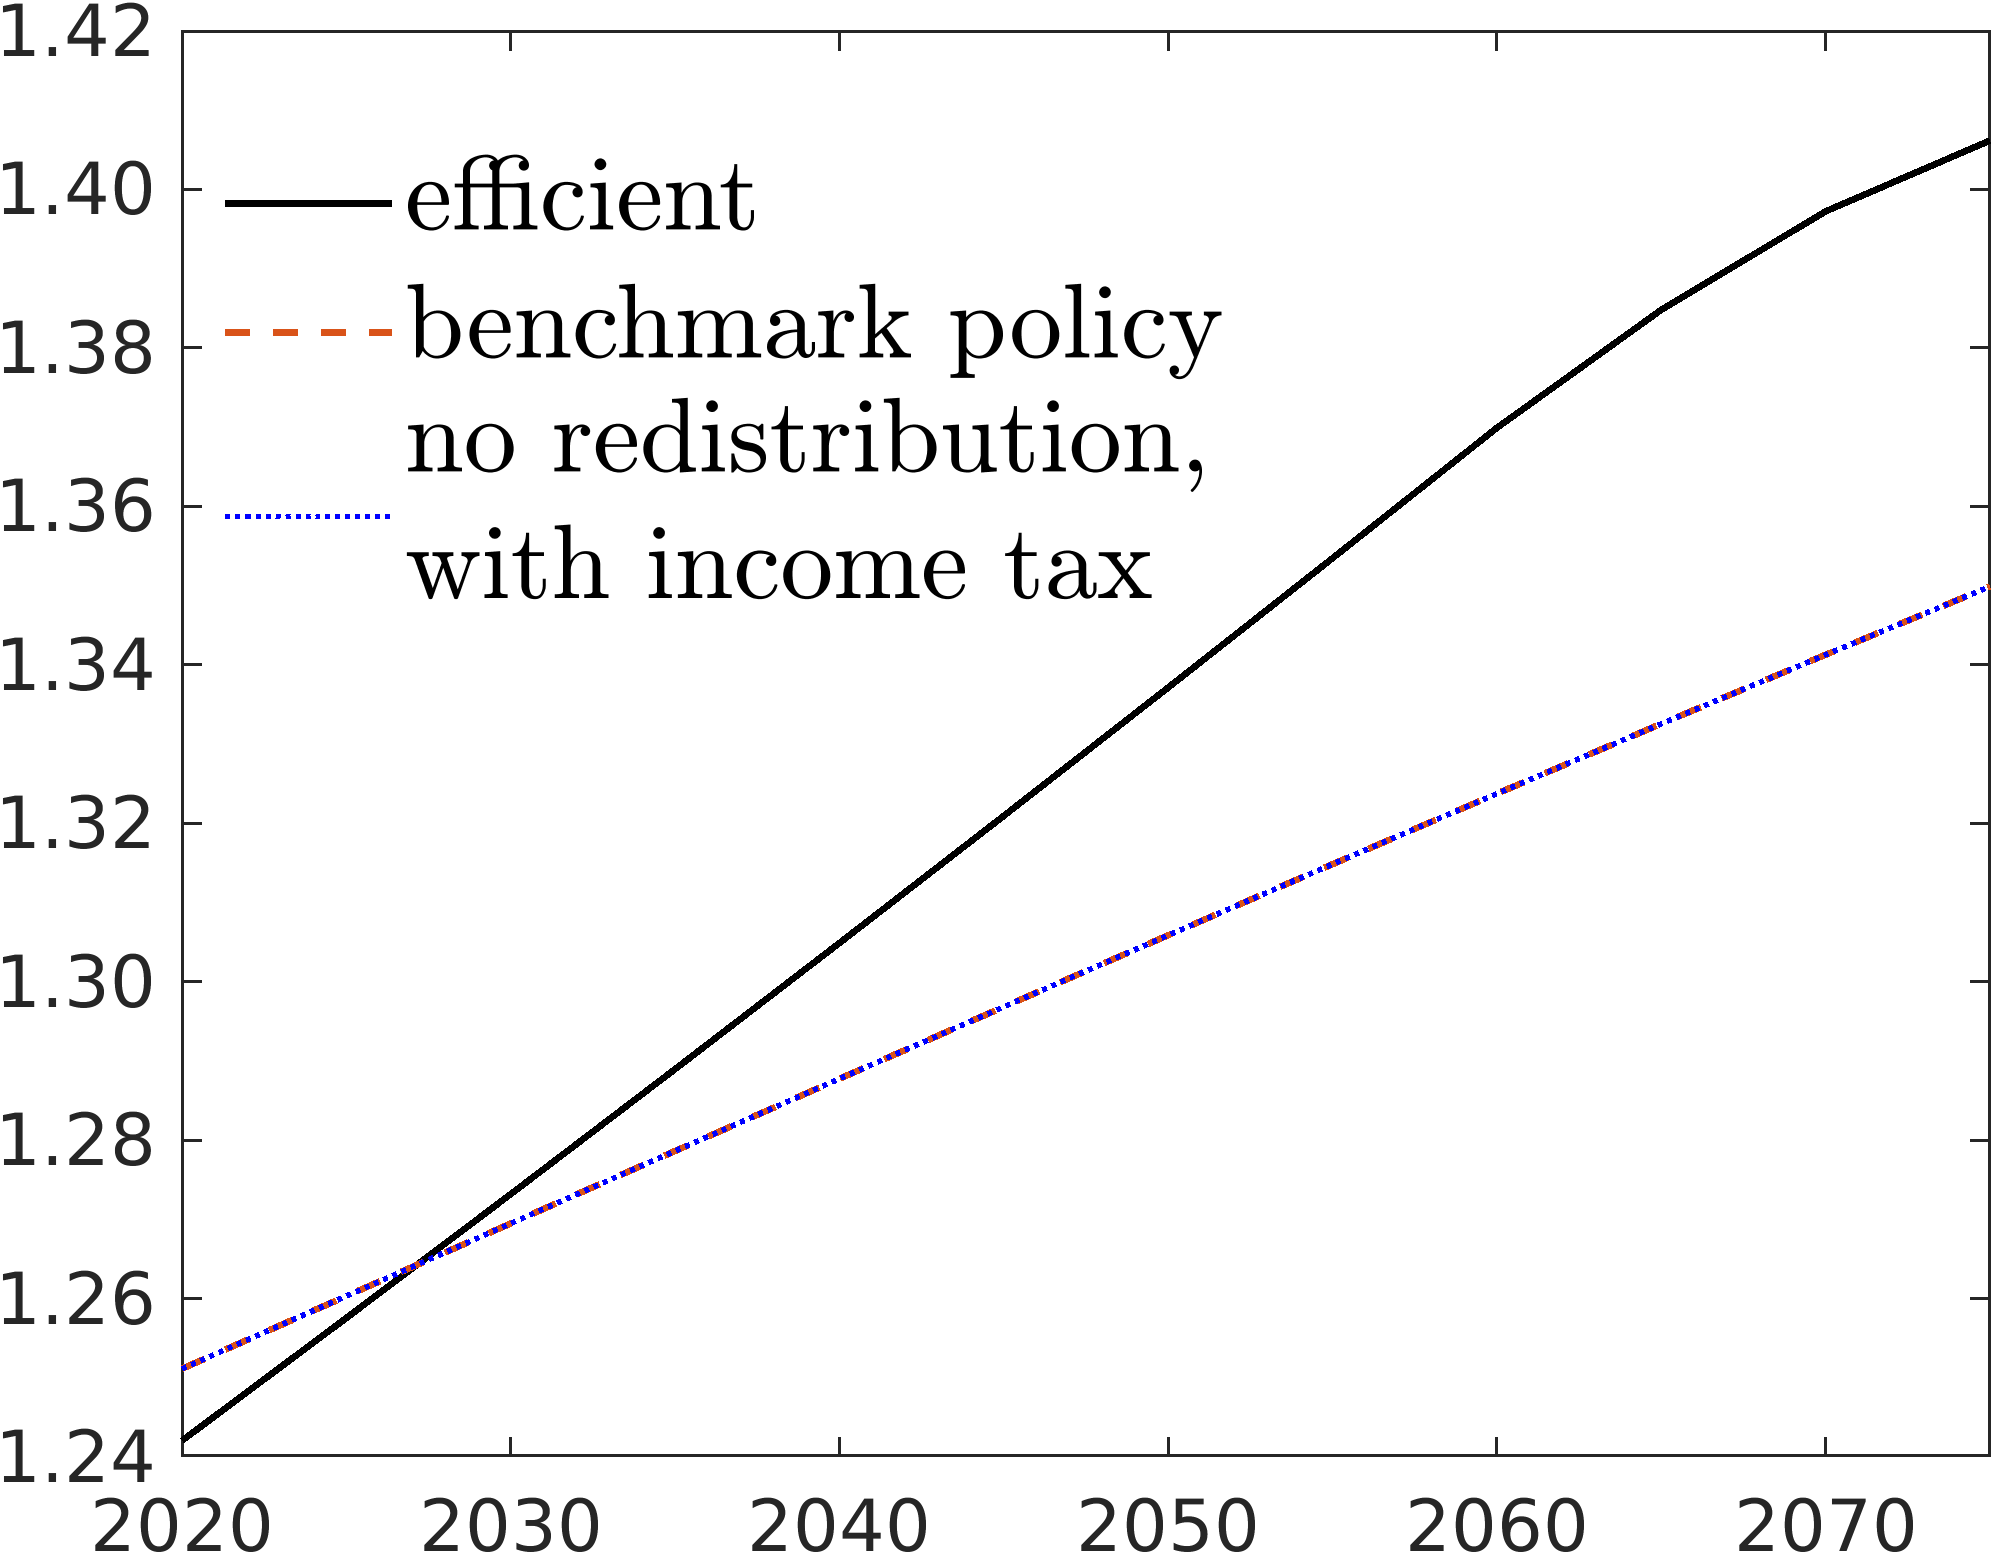 1.42
1.40
1.38
1.36
1.34
1.32
1.30
1.28
1.26
1.24
efficient
benchmark policy
no redistribution,
with income tax
2020 2030 2040 2050 2060 2070